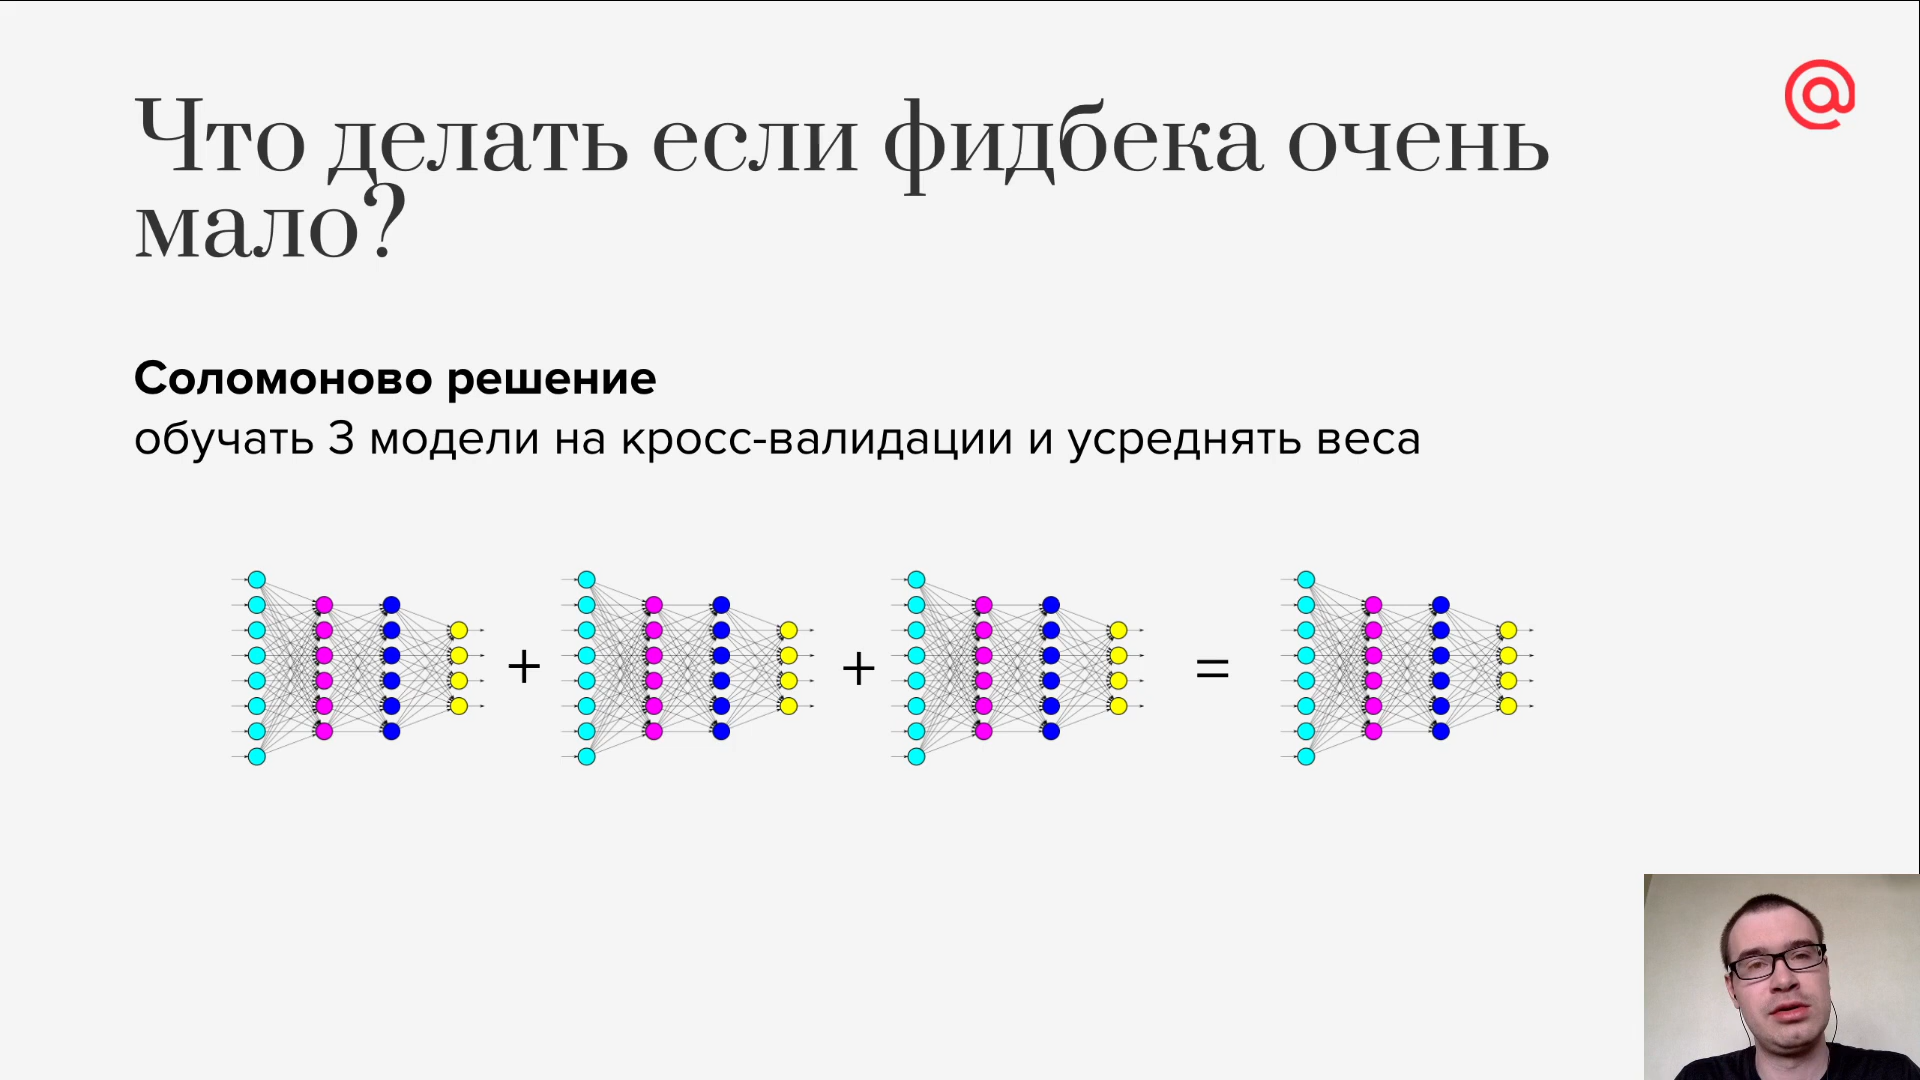 Что делать если фидбека очень
мало?
Соломоново решение
обучать 3 модели на кросс-валидации и усреднять веса
+ + =